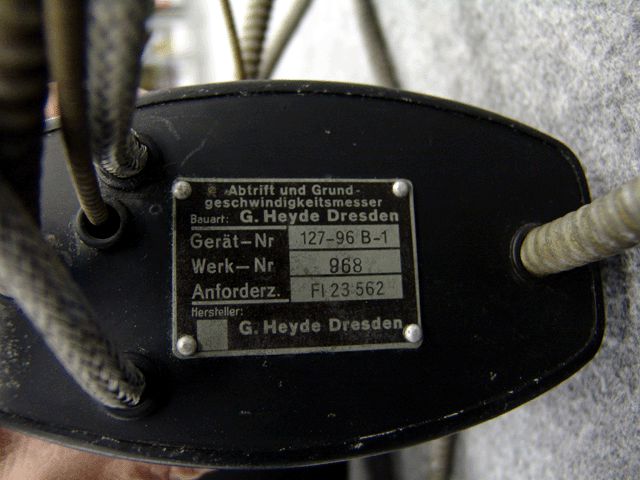 Abtrift und Grund-
geschwindigkeitsmesser
Bauart: G. Heyde Dresden
Gerät-Nr 127-96 B-1
Werk-Nr 968
Anforderz. Fl 23 562
Hersteller:
G. Heyde Dresden